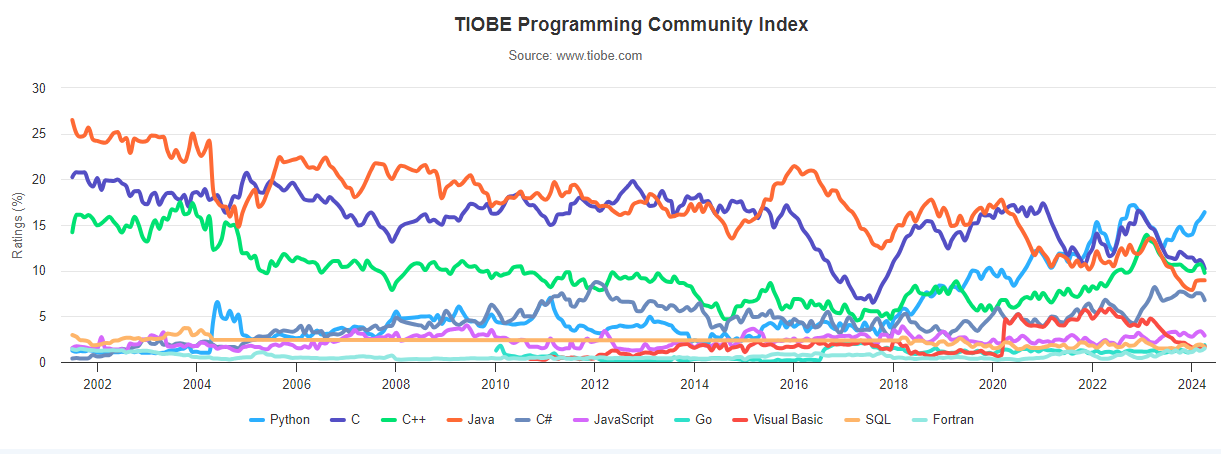 TIOBE Programming Community Index
Source: www.tiobe.com
Ratings (%)
30
25
20
15
10
5
0
2002 2004 2006 2008 2010 2012 2014 2016 2018 2020 2022 2024
Python C C++ Java C# JavaScript Go Visual Basic SQL Fortran